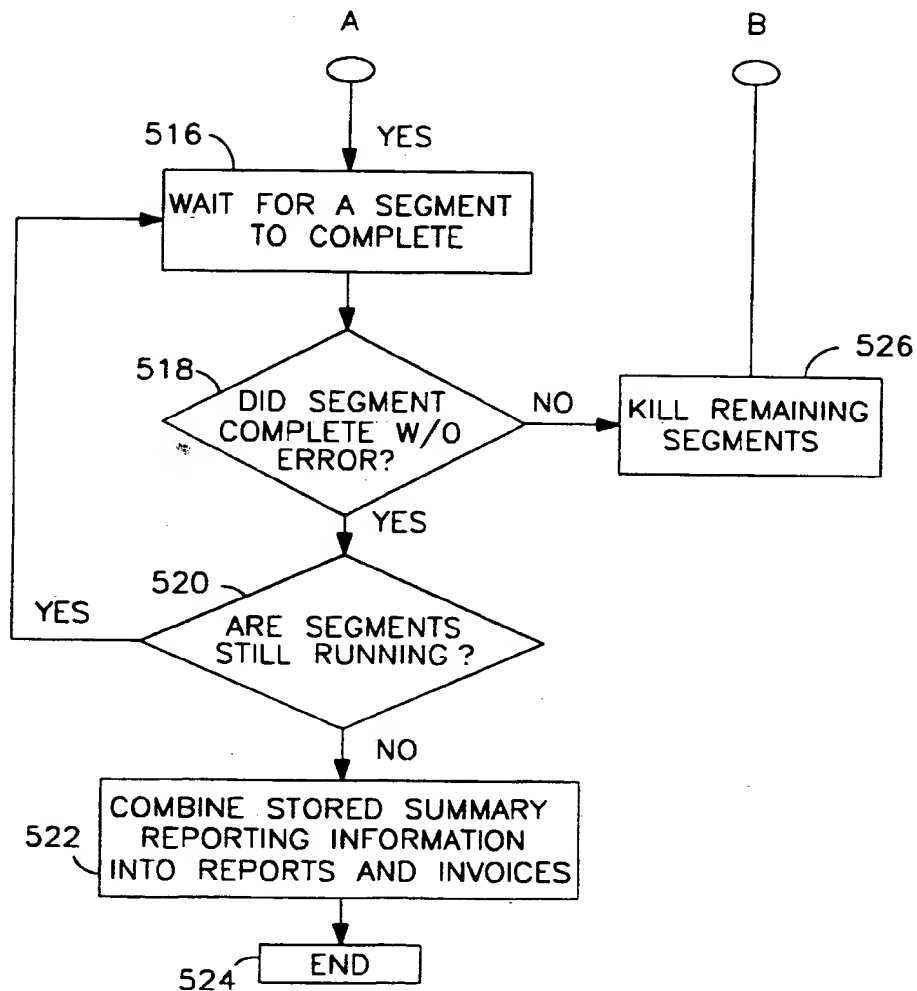 A
B
YES
516
WAIT FOR A SEGMENT
TO COMPLETE
518
DID SEGMENT
COMPLETE W/O
ERROR?
NO
526
KILL REMAINING
SEGMENTS
YES
520
YES
ARE SEGMENTS
STILL RUNNING?
NO
522
COMBINE STORED SUMMARY
REPORTING INFORMATION
INTO REPORTS AND INVOICES
524
END